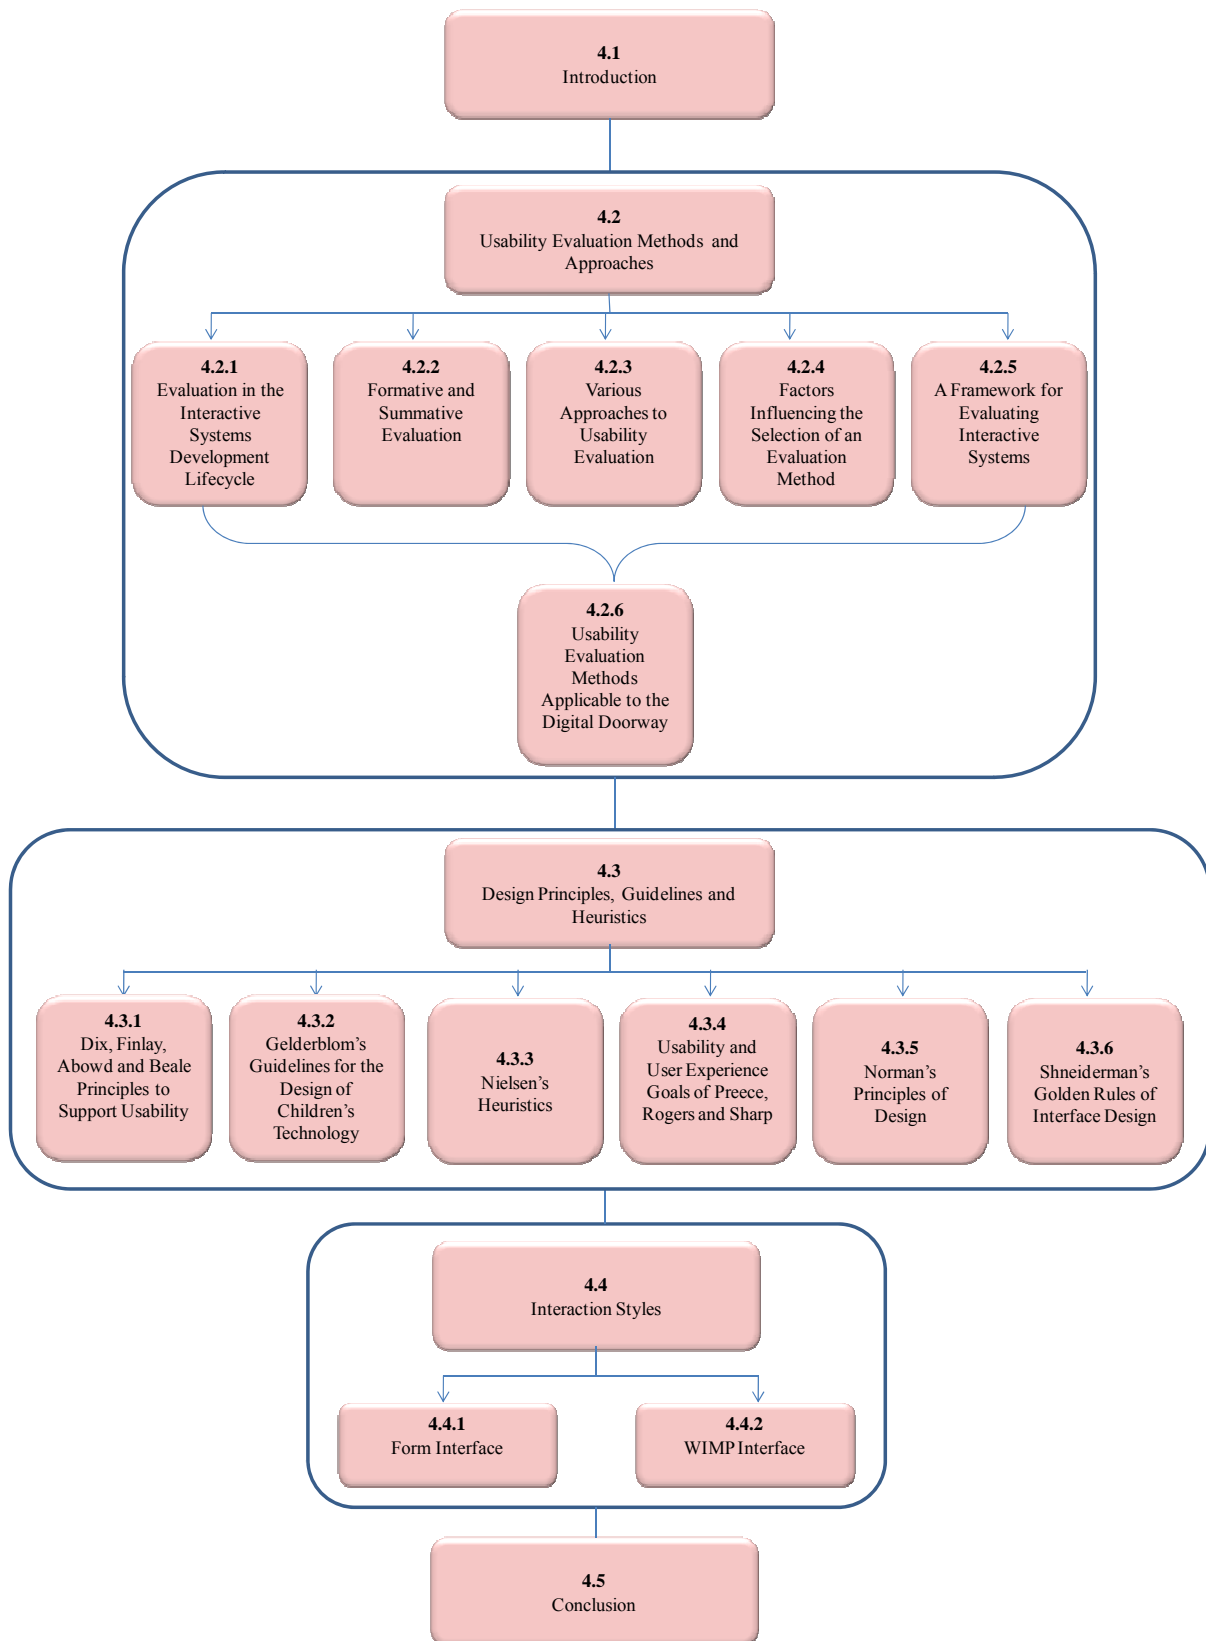 4.1
Introduction
4.2
Usability Evaluation Methods and
Approaches
4.2.1
Evaluation in the
Interactive
Systems
Development
Lifecycle
4.2.2
Formative and
Summative
Evaluation
4.2.3
Various
Approaches to
Usability
Evaluation
4.2.4
Factors
Influencing the
Selection of an
Evaluation
Method
4.2.5
A Framework for
Evaluating
Interactive
Systems
4.2.6
Usability
Evaluation
Methods
Applicable to the
Digital Doorway
4.3
Design Principles, Guidelines and
Heuristics
4.3.1
Dix, Finlay,
Abowd and Beale
Principles to
Support Usability
4.3.2
Gelderblom’s
Guidelines for the
Design of
Children’s
Technology
4.3.3
Nielsen’s
Heuristics
4.3.4
Usability and
User Experience
Goals of Preece,
Rogers and Sharp
4.3.5
Norman’s
Principles of
Design
4.3.6
Shneiderman’s
Golden Rules of
Interface Design
4.4
Interaction Styles
4.4.1
Form Interface
4.4.2
WIMP Interface
4.5
Conclusion